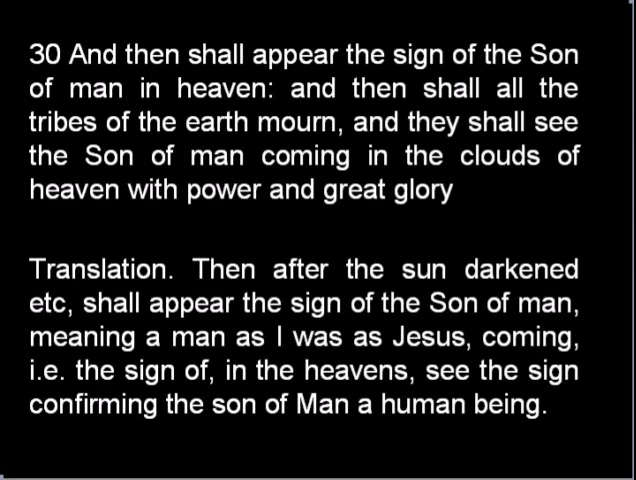 30 And then shall appear the sign of the Son
of man in heaven: and then shall all the
tribes of the earth mourn, and they shall see
the Son of man coming in the clouds of
heaven with power and great glory
Translation. Then after the sun darkened
etc, shall appear the sign of the Son of man,
meaning a man as I was as Jesus, coming,
i.e. the sign of, in the heavens, see the sign
confirming the son of Man a human being.